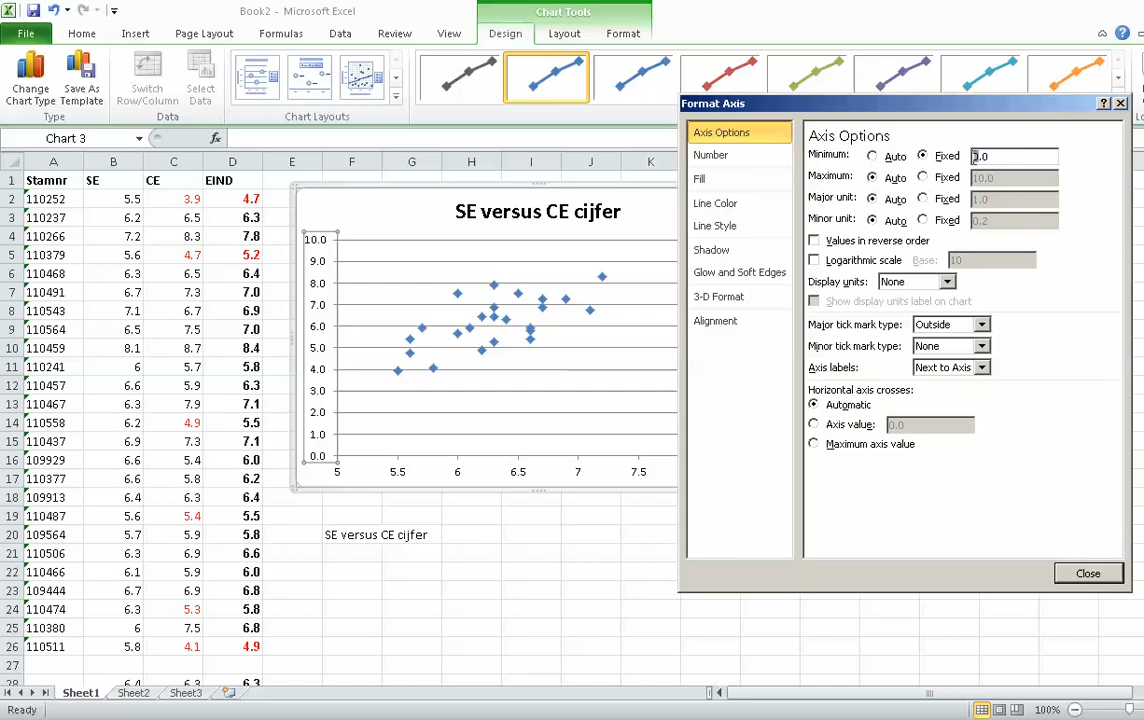 Book2 - Microsoft Excel
Chart Tools
File Home Insert Page Layout Formulas Data Review View Design Layout Format
Change Chart Type
Save As Template
Switch Row/Column
Select Data
Type Data Chart Layouts
Chart 3 fx
A B C D E F G H I J K
1 Stamnr SE CE EIND
2 110252 5.5 3.9 4.7
3 110237 6.2 6.5 6.3
4 110266 7.2 8.3 7.8
5 110379 5.6 4.7 5.2
6 110468 6.3 6.5 6.4
7 110491 6.7 7.3 7.0
8 110543 7.1 6.7 6.9
9 110564 6.5 7.5 7.0
10 110459 8.1 8.7 8.4
11 110241 6 5.7 5.8
12 110457 6.6 5.9 6.3
13 110467 6.3 7.9 7.1
14 110558 6.2 4.9 5.5
15 110437 6.9 7.3 7.1
16 109929 6.6 5.4 6.0
17 110377 6.6 5.8 6.2
18 109913 6.4 6.3 6.4
19 110487 5.6 5.4 5.5
20 109564 5.7 5.9 5.8
21 110506 6.3 6.9 6.6
22 110466 6.1 5.9 6.0
23 109444 6.7 6.9 6.8
24 110474 6.3 5.3 5.8
25 110380 6 7.5 6.8
26 110511 5.8 4.1 4.9
27
28 6.4 6.3 6.3
SE versus CE cijfer
10.0
9.0
8.0
7.0
6.0
5.0
4.0
3.0
2.0
1.0
0.0
5 5.5 6 6.5 7 7.5
SE versus CE cijfer
Format Axis
Axis Options
Number
Fill
Line Color
Line Style
Shadow
Glow and Soft Edges
3-D Format
Alignment
Axis Options
Minimum: Auto Fixed
Maximum: Auto Fixed 10.0
Major unit: Auto Fixed 1.0
Minor unit: Auto Fixed 0.2
Values in reverse order
Logarithmic scale Base: 10
Display units: None
Show display units label on chart
Major tick mark type: Outside
Minor tick mark type: None
Axis labels: Next to Axis
Horizontal axis crosses:
Automatic
Axis value: 0.0
Maximum axis value
Close
Sheet1 Sheet2 Sheet3
Ready 100%